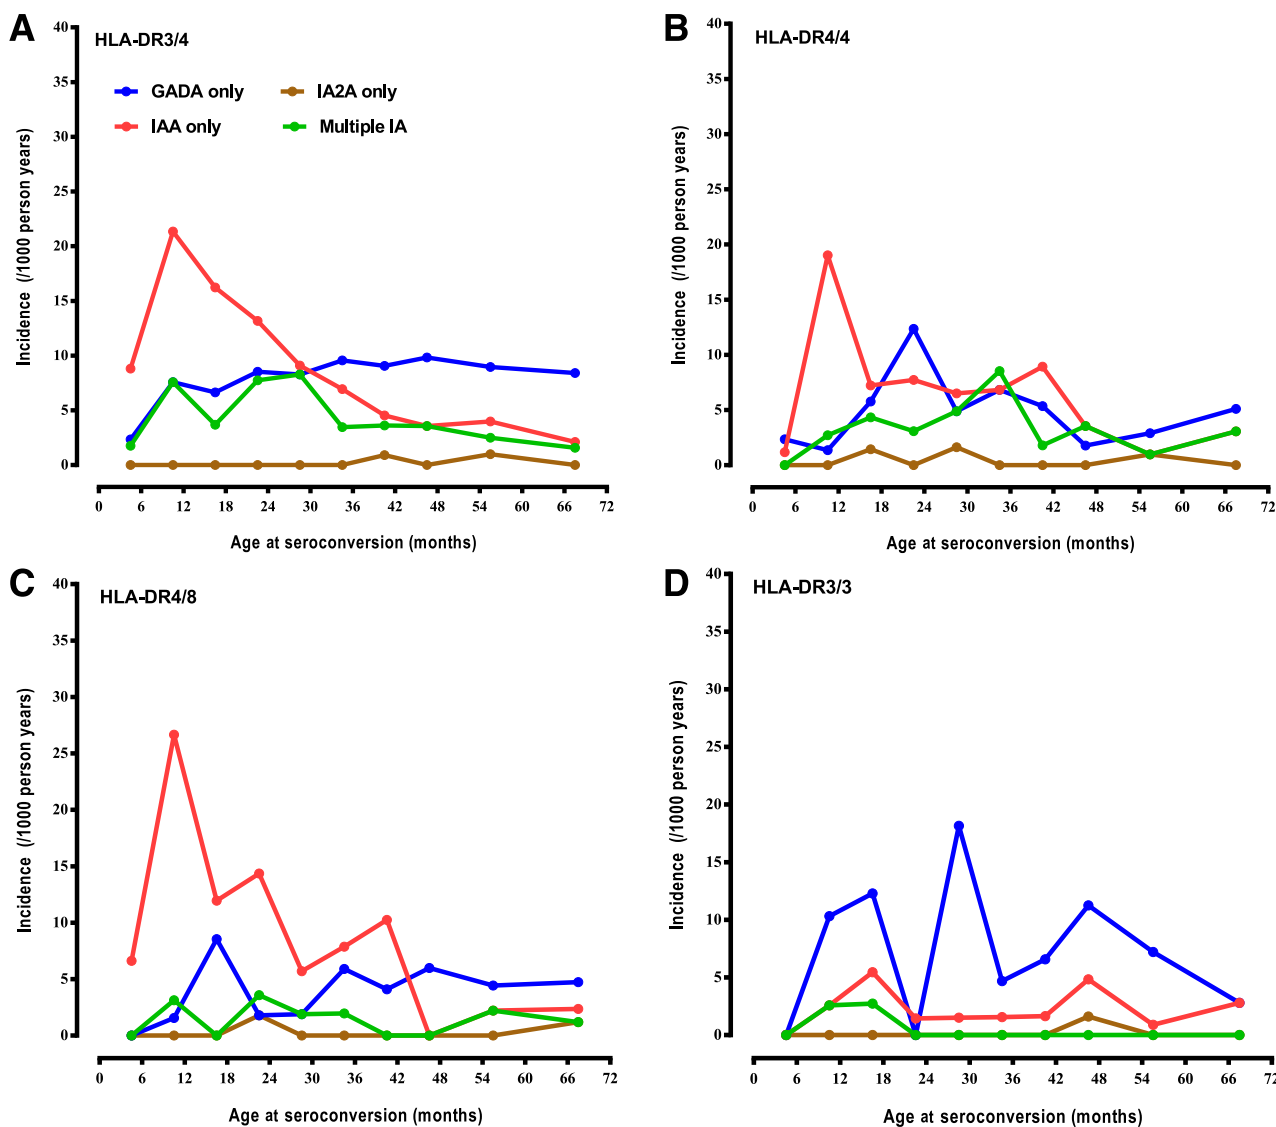 A
HLA-DR3/4
GADA only
IA2A only
IAA only
Multiple IA
Incidence (/1000 person years)
40
35
30
25
20
15
10
5
0
0 6 12 18 24 30 36 42 48 54 60 66 72
Age at seroconversion (months)
B
HLA-DR4/4
Incidence (/1000 person years)
40
35
30
25
20
15
10
5
0
0 6 12 18 24 30 36 42 48 54 60 66 72
Age at seroconversion (months)
C
HLA-DR4/8
Incidence (/1000 person years)
40
35
30
25
20
15
10
5
0
0 6 12 18 24 30 36 42 48 54 60 66 72
Age at seroconversion (months)
D
HLA-DR3/3
Incidence (/1000 person years)
40
35
30
25
20
15
10
5
0
0 6 12 18 24 30 36 42 48 54 60 66 72
Age at seroconversion (months)